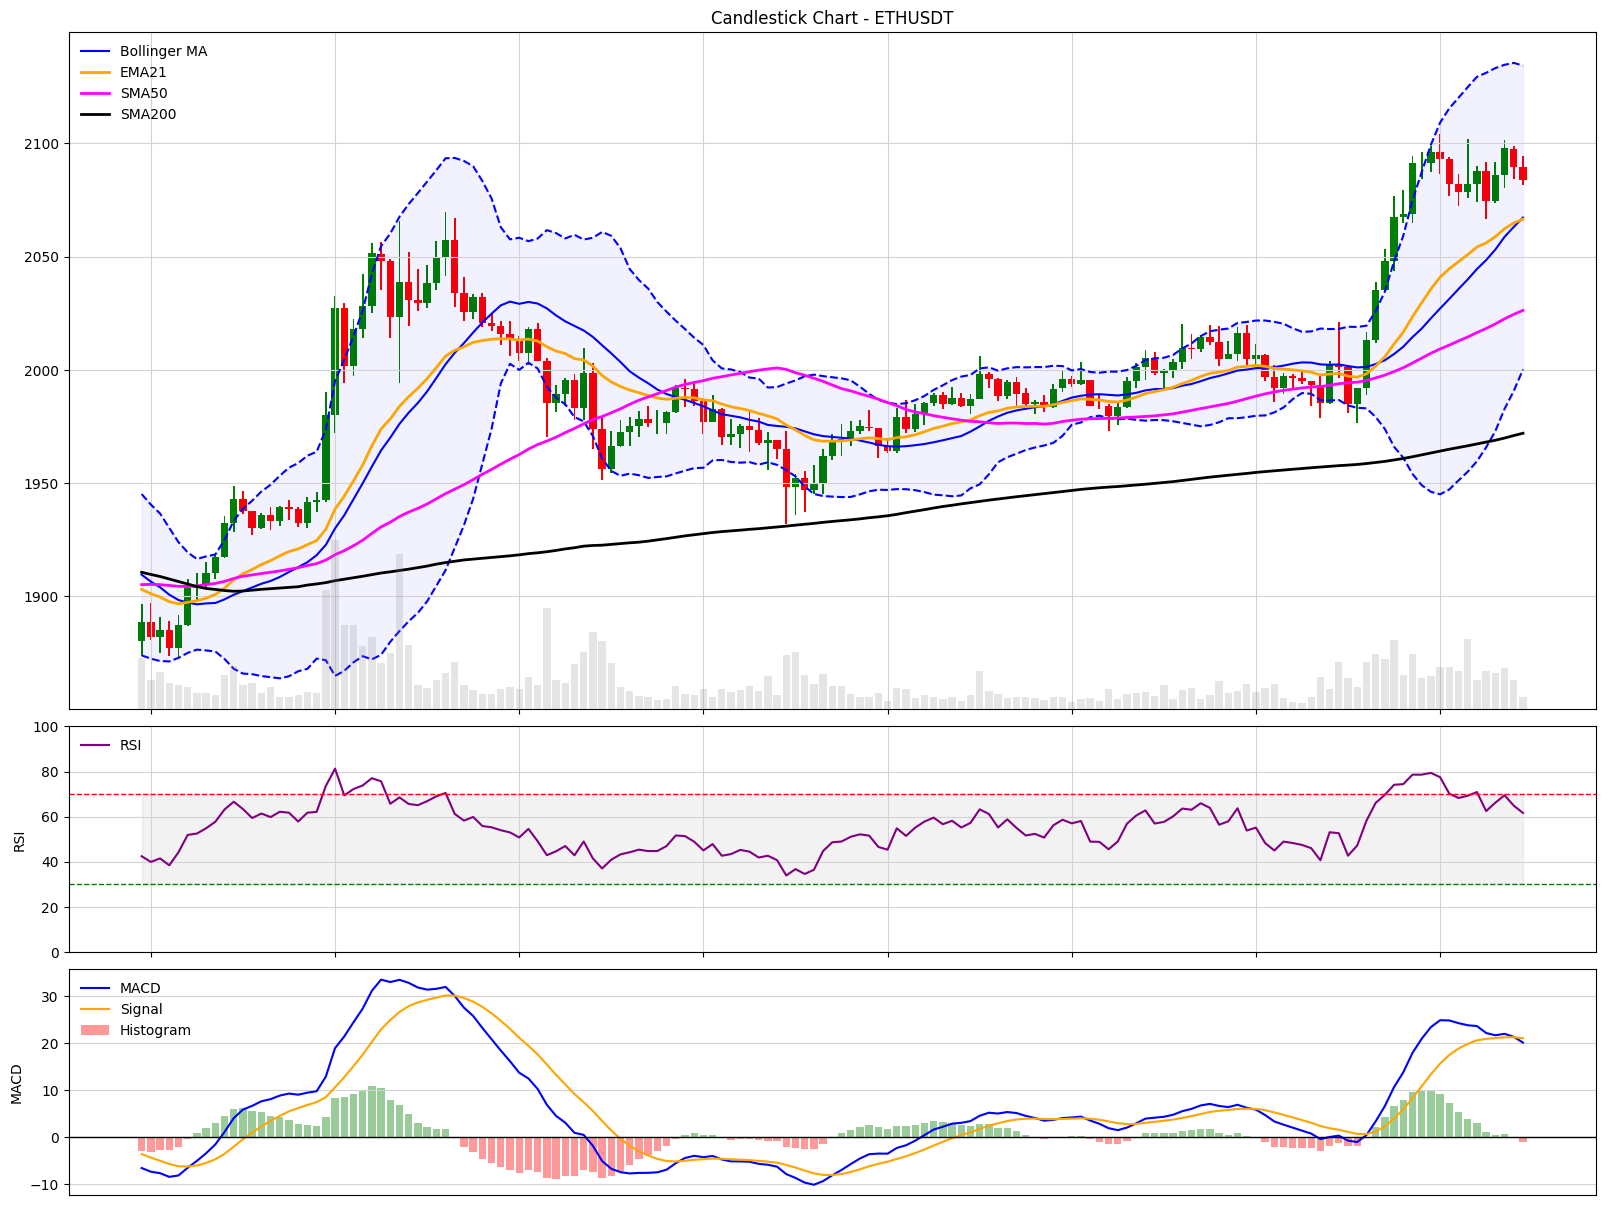 Candlestick Chart - ETHUSDT
Bollinger MA
EMA21
SMA50
SMA200
2100
2050
2000
1950
1900
RSI
100
80
60
40
20
0
RSI
MACD
Signal
Histogram
30
20
10
0
−10
MACD